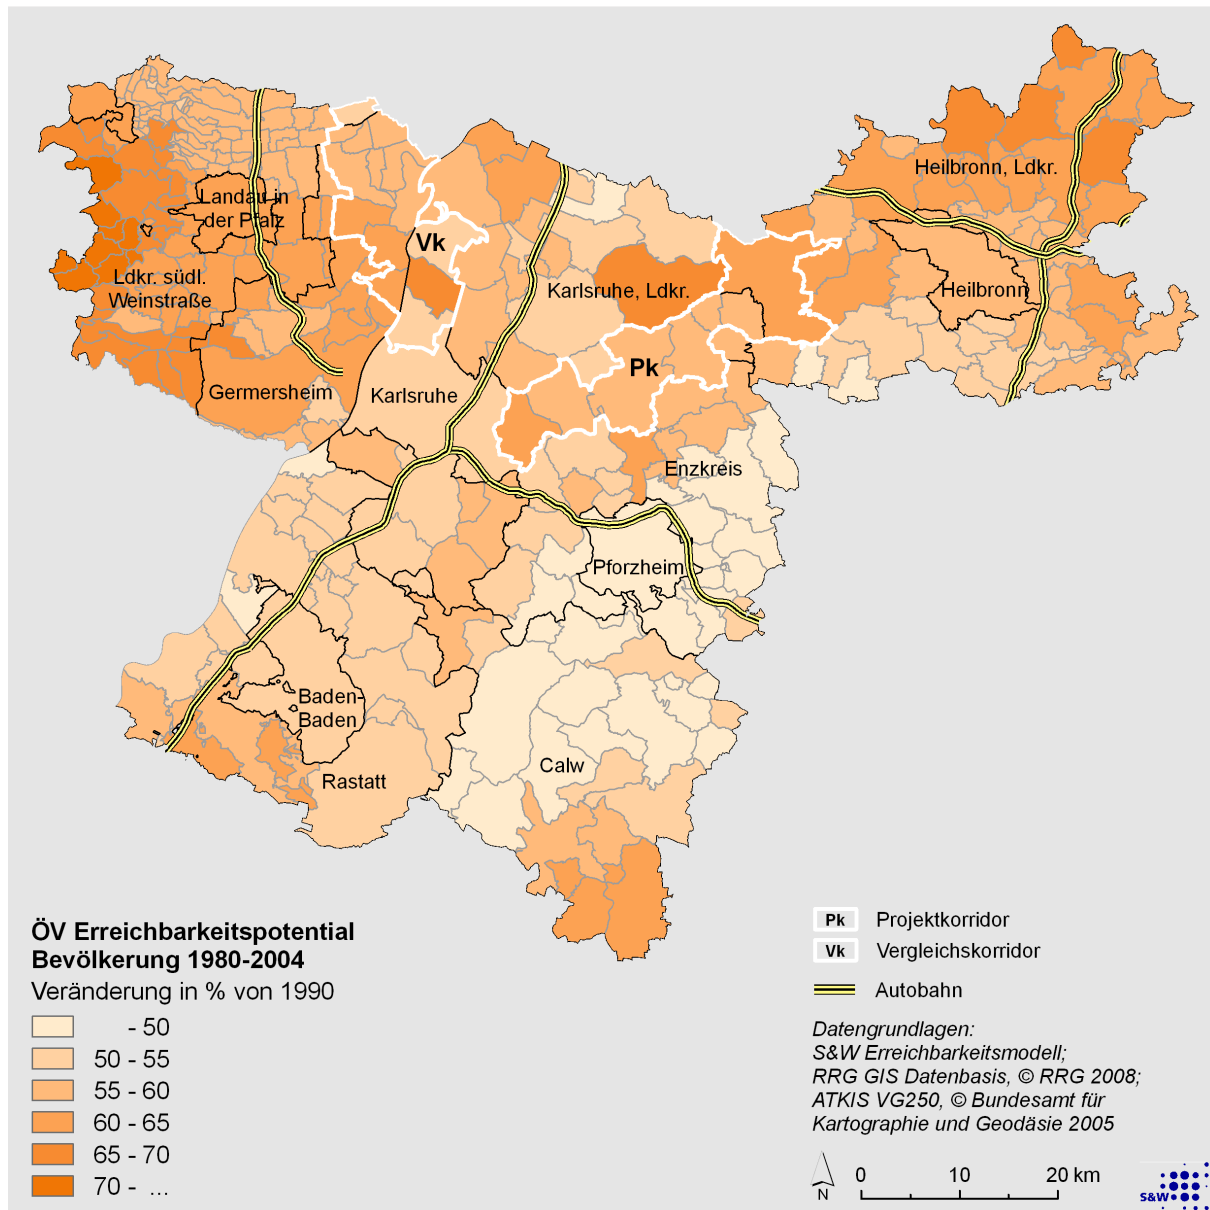 Heilbronn, Ldkr.
Landau in
der Pfalz
Vk
Ldkr. südl.
Weinstraße
Karlsruhe, Ldkr.
Heilbronn
Pk
Germersheim
Karlsruhe
Enzkreis
Pforzheim
Baden-
Baden
Calw
Rastatt
ÖV Erreichbarkeitspotential
Bevölkerung 1980-2004
Veränderung in % von 1990
- 50
50 - 55
55 - 60
60 - 65
65 - 70
70 - ...
Pk Projektkorridor
Vk Vergleichskorridor
Autobahn
Datengrundlagen:
S&W Erreichbarkeitsmodell;
RRG GIS Datenbasis, © RRG 2008;
ATKIS VG250, © Bundesamt für
Kartographie und Geodäsie 2005
N
0 10 20 km
S&W